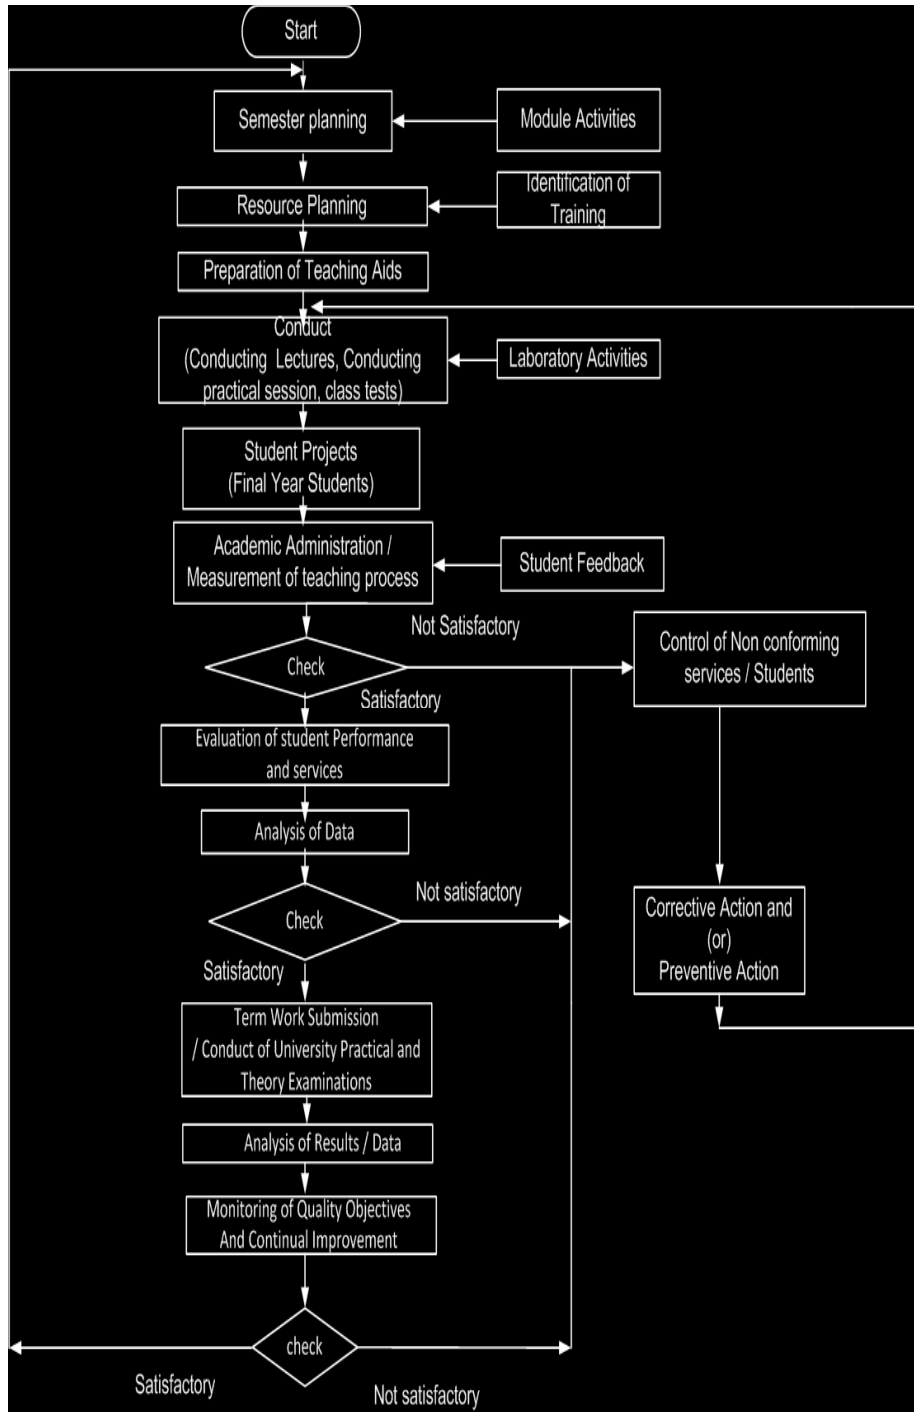 Start
Semester planning
Module Activities
Resource Planning
Identification of
Training
Preparation of Teaching Aids
Conduct
(Conducting Lectures, Conducting
practical session, class tests)
Laboratory Activities
Student Projects
(Final Year Students)
Academic Administration /
Measurement of teaching process
Student Feedback
Not Satisfactory
Check
Satisfactory
Control of Non conforming
services / Students
Evaluation of student Performance
and services
Analysis of Data
Check
Not satisfactory
Satisfactory
Corrective Action and
(or)
Preventive Action
Term Work Submission
/ Conduct of University Practical and
Theory Examinations
Analysis of Results / Data
Monitoring of Quality Objectives
And Continual Improvement
check
Satisfactory
Not satisfactory